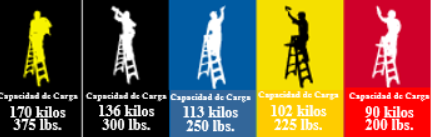 Capacidad de Carga
170 kilos
375 lbs.
Capacidad de Carga
136 kilos
300 lbs.
Capacidad de Carga
113 kilos
250 lbs.
Capacidad de Carga
102 kilos
225 lbs.
Capacidad de Carga
90 kilos
200 lbs.